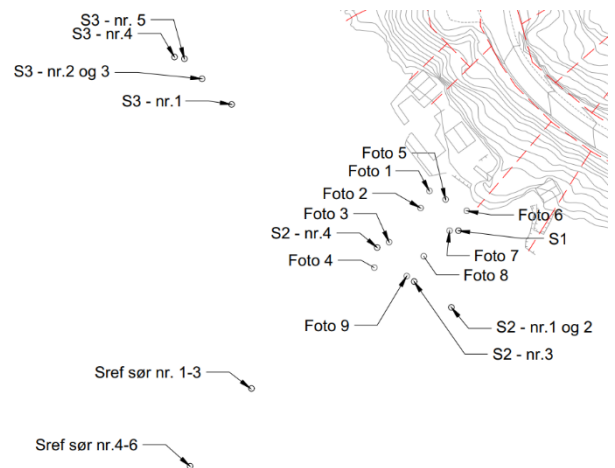 S3 - nr. 5
S3 - nr.4
S3 - nr.2 og 3
S3 - nr.1
Foto 5
Foto 1
Foto 2
Foto 6
Foto 3
S1
S2 - nr.4
Foto 7
Foto 4
Foto 8
Foto 9
S2 - nr.1 og 2
S2 - nr.3
Sref sør nr. 1-3
Sref sør nr.4-6